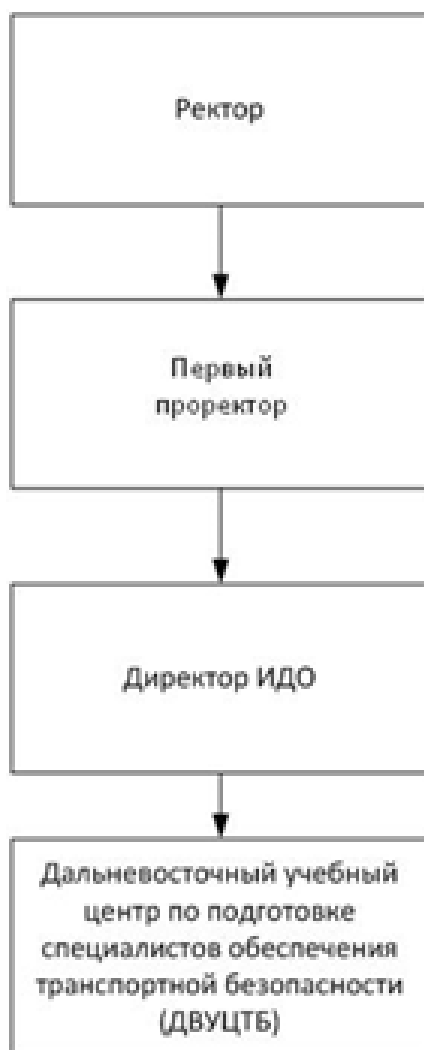 Ректор
Первый
проректор
Директор ИДО
Дальневосточный учебный
центр по подготовке
специалистов обеспечения
транспортной безопасности
(ДВУЦТБ)